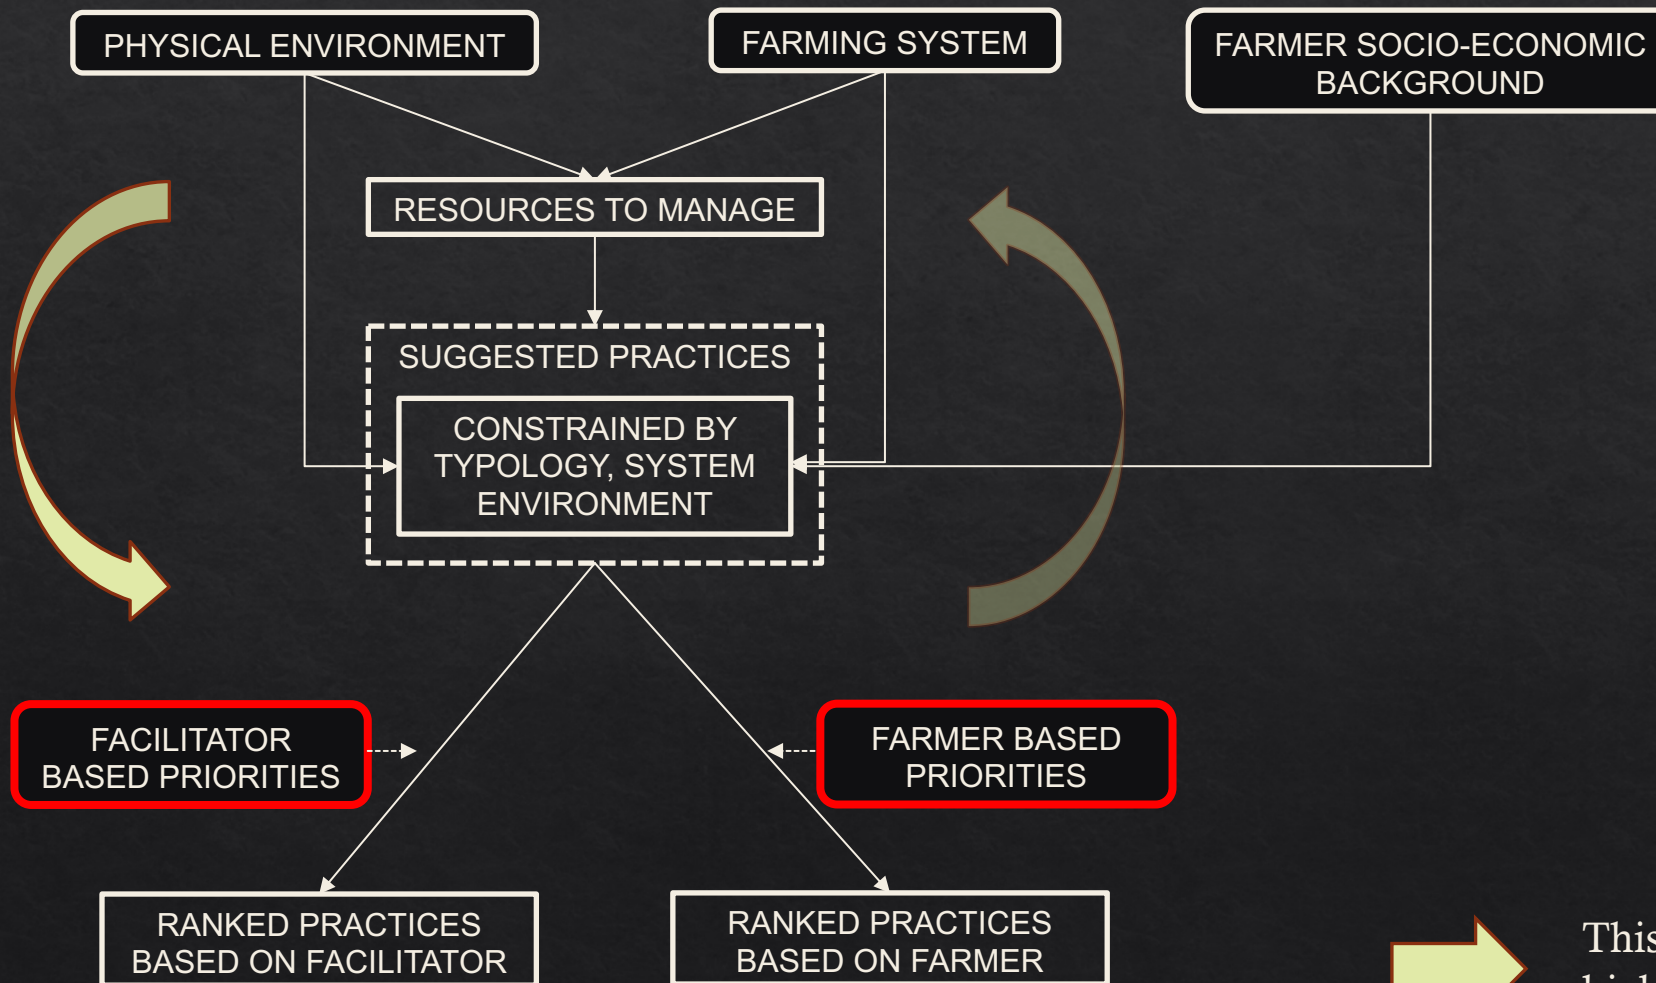 PHYSICAL ENVIRONMENT
FARMING SYSTEM
FARMER SOCIO-ECONOMIC
BACKGROUND
RESOURCES TO MANAGE
SUGGESTED PRACTICES
CONSTRAINED BY
TYPOLOGY, SYSTEM
ENVIRONMENT
FACILITATOR
BASED PRIORITIES
FARMER BASED
PRIORITIES
RANKED PRACTICES
BASED ON FACILITATOR
RANKED PRACTICES
BASED ON FARMER
This